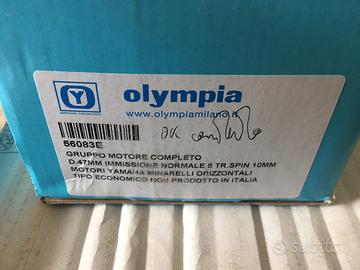 olympia
www.olympiamilano.it
56083E
GRUPPO MOTORE COMPLETO
D.47MM IMMISSIONE NORMALE 5 TR.SPIN 10MM
MOTORI YAMAHA MINARELLI ORIZZONTALI
TIPO ECONOMICO NON PRODOTTO IN ITALIA
subito